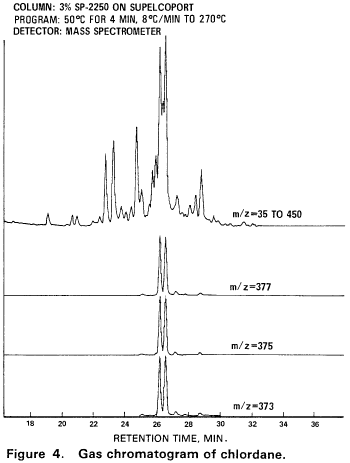 COLUMN: 3% SP-2250 ON SUPELCOPORT
PROGRAM: 50°C FOR 4 MIN, 8°C/MIN TO 270°C
DETECTOR: MASS SPECTROMETER
m/z=35 TO 450
m/z=377
m/z=375
m/z=373
18 20 22 24 26 28 30 32 34 36
RETENTION TIME, MIN.
Figure 4. Gas chromatogram of chlordane.